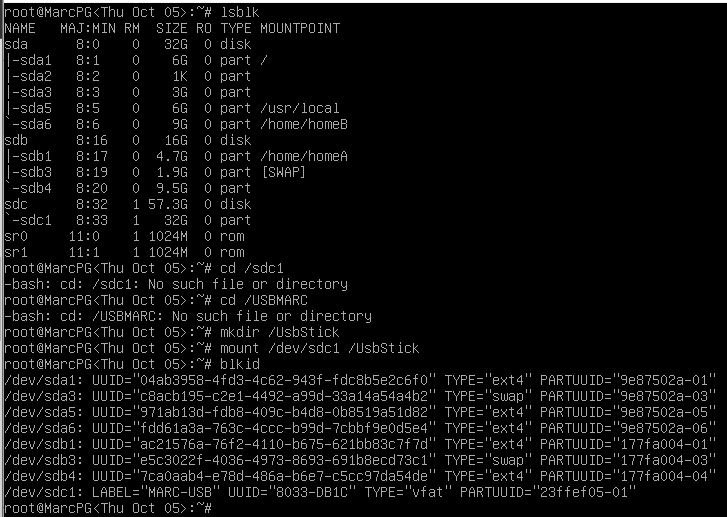 root@MarcPG<Thu Oct 05>:~# lsblk
NAME   MAJ:MIN RM  SIZE RO TYPE MOUNTPOINT
sda      8:0    0   32G  0 disk
|-sda1   8:1    0    6G  0 part /
|-sda2   8:2    0    1K  0 part
|-sda3   8:3    0    3G  0 part
|-sda5   8:5    0    6G  0 part /usr/local
`-sda6   8:6    0    9G  0 part /home/homeB
sdb      8:16   0   16G  0 disk
|-sdb1   8:17   0  4.7G  0 part /home/homeA
|-sdb3   8:19   0  1.9G  0 part [SWAP]
`-sdb4   8:20   0  9.5G  0 part
sdc      8:32   1 57.3G  0 disk
`-sdc1   8:33   1   32G  0 part
sr0     11:0    1 1024M  0 rom
sr1     11:1    1 1024M  0 rom
root@MarcPG<Thu Oct 05>:~# cd /sdc1
-bash: cd: /sdc1: No such file or directory
root@MarcPG<Thu Oct 05>:~# cd /USBMARC
-bash: cd: /USBMARC: No such file or directory
root@MarcPG<Thu Oct 05>:~# mkdir /UsbStick
root@MarcPG<Thu Oct 05>:~# mount /dev/sdc1 /UsbStick
root@MarcPG<Thu Oct 05>:~# blkid
/dev/sda1: UUID="04ab3958-4fd3-4c62-943f-fdc8b5e2c6f0" TYPE="ext4" PARTUUID="9e87502a-01"
/dev/sda3: UUID="c8acb195-c2e1-4492-a99d-33a14a54a4b2" TYPE="swap" PARTUUID="9e87502a-03"
/dev/sda5: UUID="971ab13d-fdb8-409c-b4d8-0b8519a51d82" TYPE="ext4" PARTUUID="9e87502a-05"
/dev/sda6: UUID="fdd61a3a-763c-4ccc-b99d-7cbbf9e0d5e4" TYPE="ext4" PARTUUID="9e87502a-06"
/dev/sdb1: UUID="ac21576a-76f2-4110-b675-621bb83c7f7d" TYPE="ext4" PARTUUID="177fa004-01"
/dev/sdb3: UUID="e5c3022f-4036-4973-8693-691b8ecd73c1" TYPE="swap" PARTUUID="177fa004-03"
/dev/sdb4: UUID="7ca0aab4-e78d-486a-b6e7-c5cc97da54de" TYPE="ext4" PARTUUID="177fa004-04"
/dev/sdc1: LABEL="MARC-USB" UUID="8033-DB1C" TYPE="vfat" PARTUUID="23ffef05-01"
root@MarcPG<Thu Oct 05>:~#